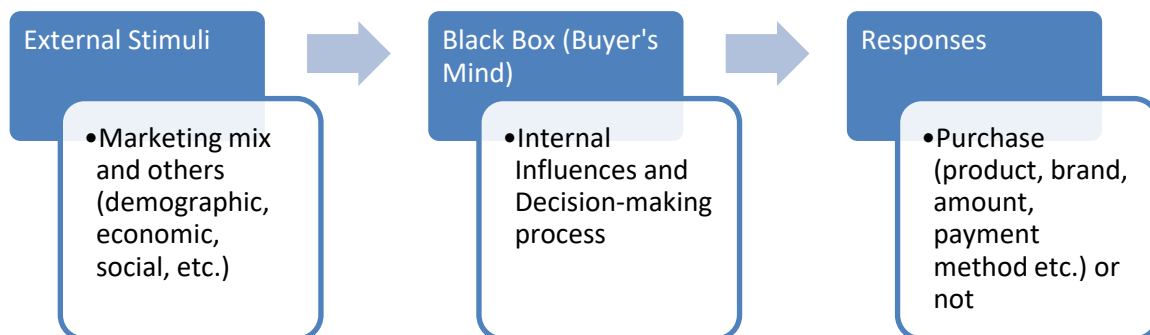 External Stimuli
•Marketing mix
and others
(demographic,
economic,
social, etc.)
Black Box (Buyer's
Mind)
•Internal
Influences and
Decision-making
process
Responses
•Purchase
(product, brand,
amount,
payment
method etc.) or
not